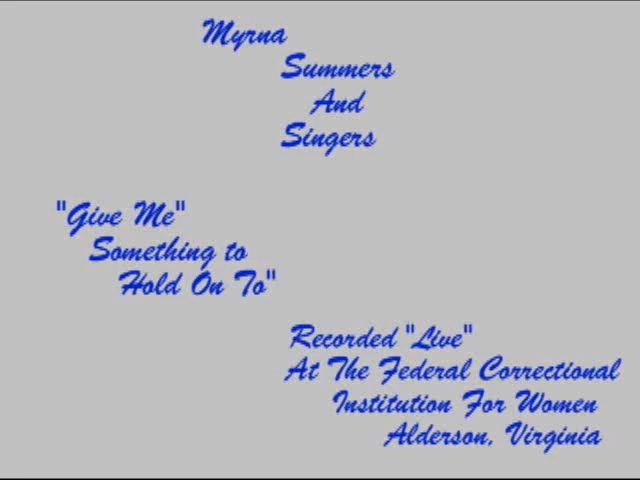 Myrna
Summers
And
Singers
"Give Me"
Something to
Hold On To"
Recorded "Live"
At The Federal Correctional
Institution For Women
Alderson, Virginia